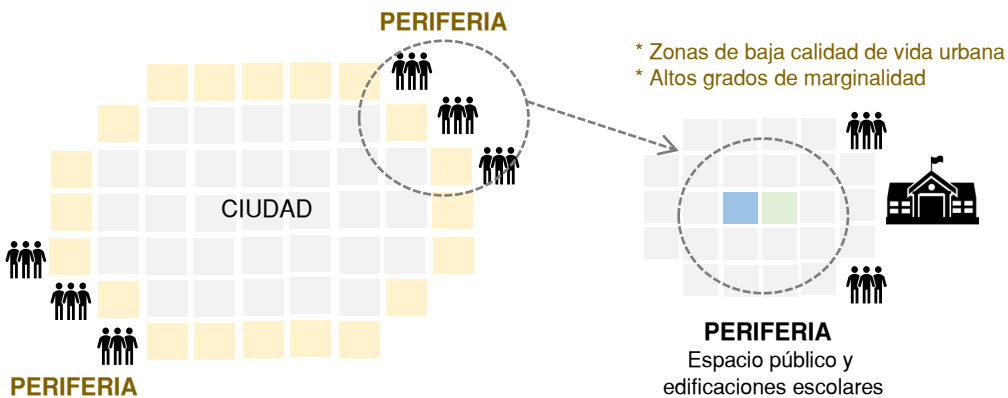 PERIFERIA
* Zonas de baja calidad de vida urbana
* Altos grados de marginalidad
CIUDAD
PERIFERIA
Espacio público y
edificaciones escolares
PERIFERIA